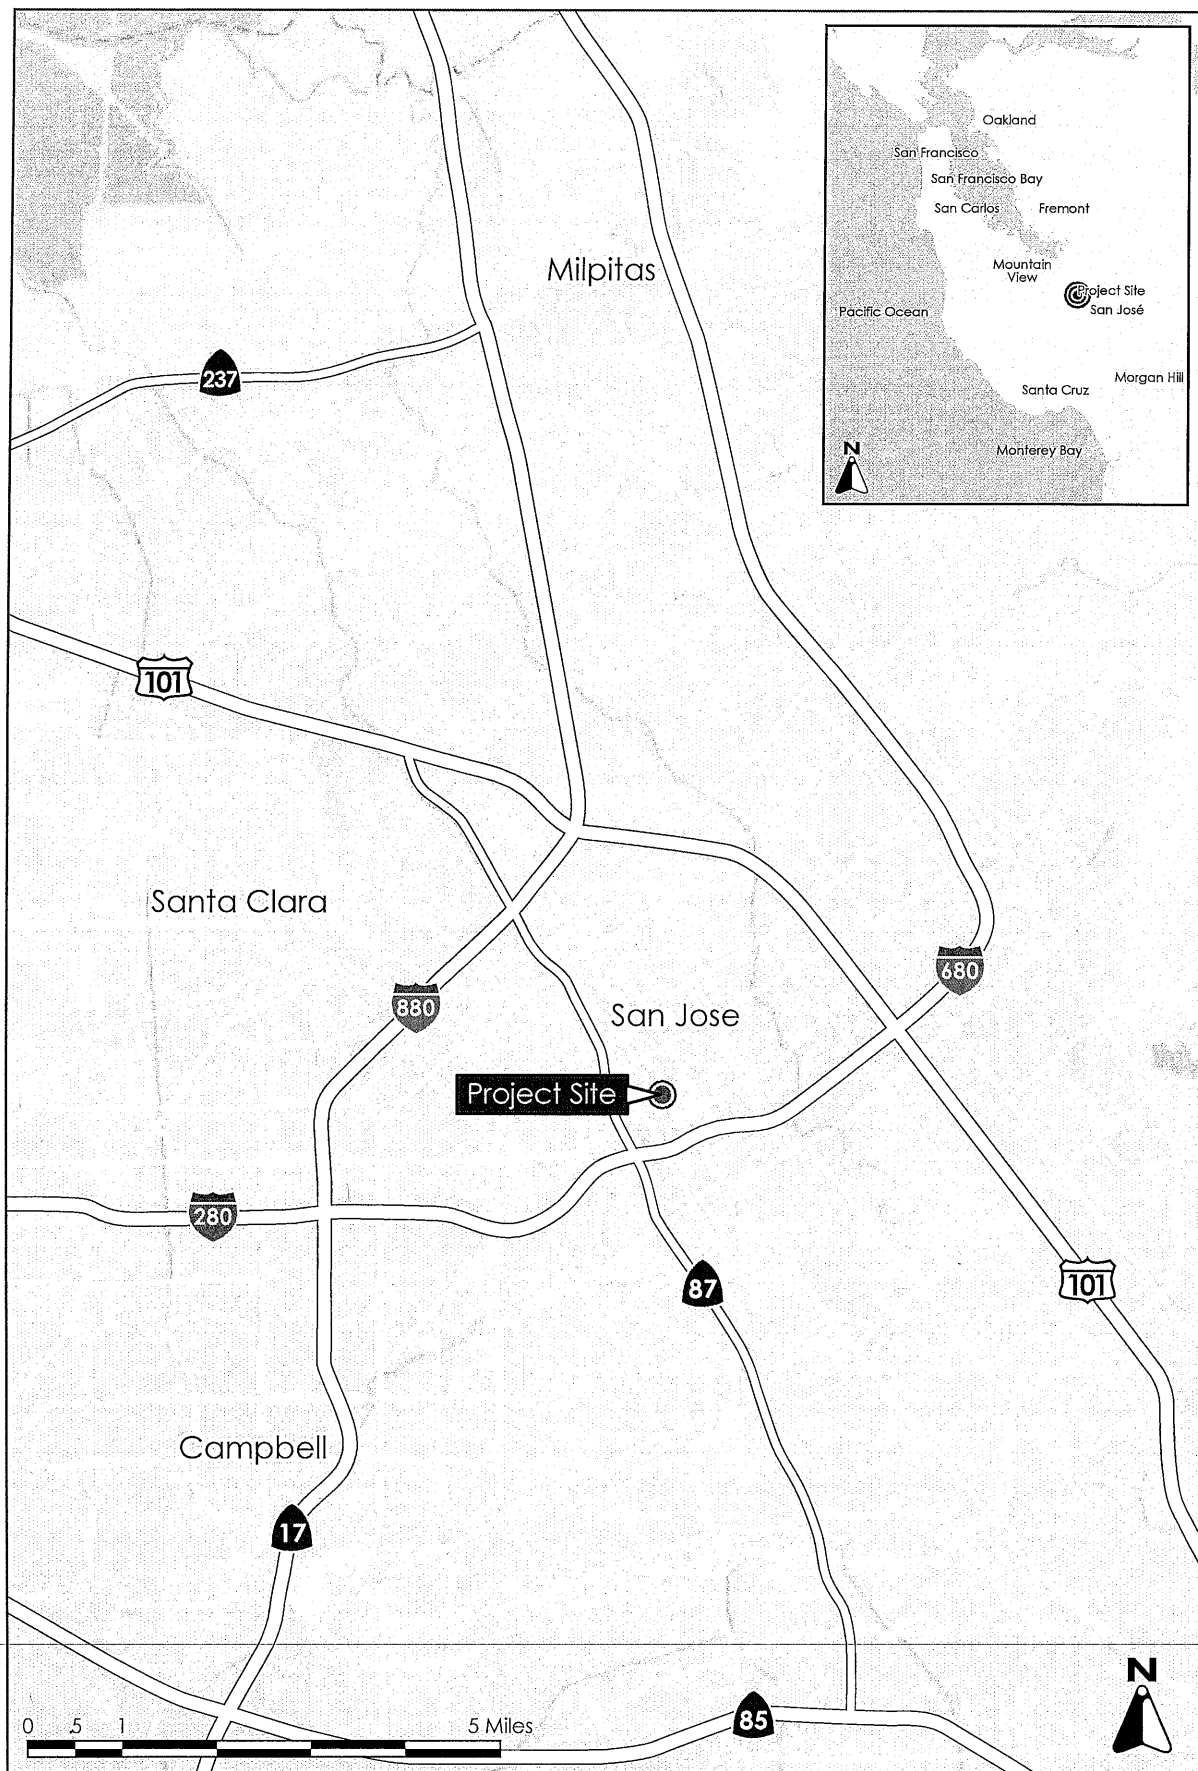 Oakland
San Francisco
San Francisco Bay
San Carlos
Fremont
Mountain
View
Project Site
San José
Pacific Ocean
Morgan Hill
Santa Cruz
Monterey Bay
N
Milpitas
237
101
Santa Clara
680
880
San Jose
Project Site
280
87
101
Campbell
17
N
0 .5 1 5 Miles
85